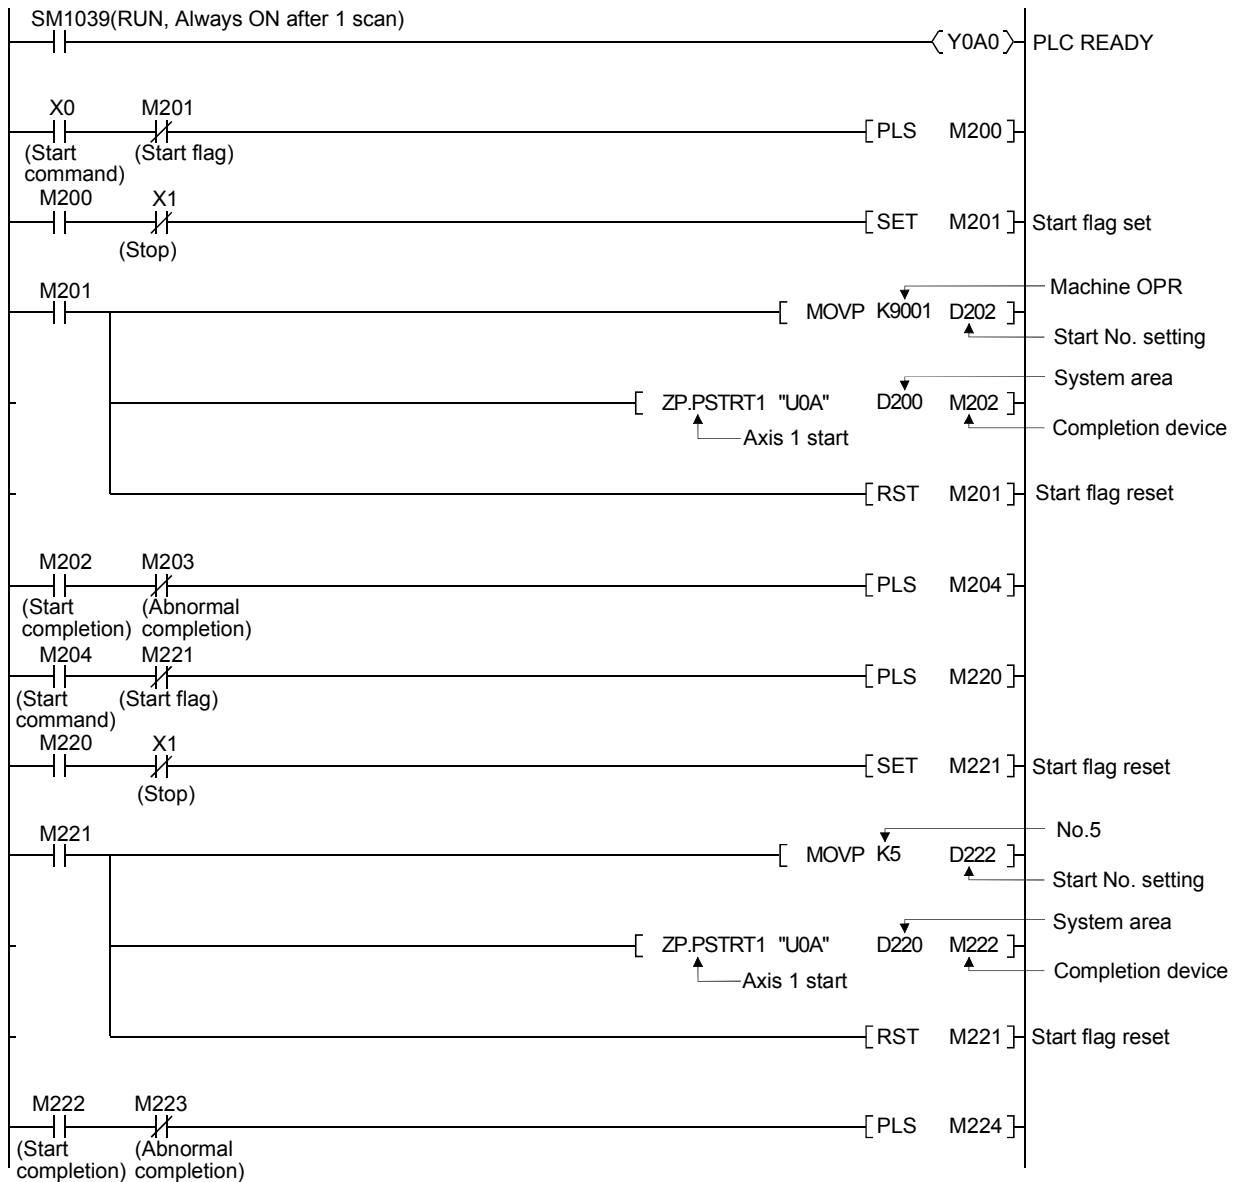 SM1039(RUN, Always ON after 1 scan)
Y0A0 PLC READY
X0 M201
PLS M200
(Start command) (Start flag)
M200 X1
SET M201 Start flag set
(Stop)
M201
Machine OPR
MOVP K9001 D202
Start No. setting
System area
ZP.PSTRT1 "U0A" D200 M202
Completion device
Axis 1 start
RST M201 Start flag reset
M202 M203
PLS M204
(Start completion) (Abnormal completion)
M204 M221
PLS M220
(Start command) (Start flag)
M220 X1
SET M221 Start flag reset
(Stop)
M221
No.5
MOVP K5 D222
Start No. setting
System area
ZP.PSTRT1 "U0A" D220 M222
Completion device
Axis 1 start
RST M221 Start flag reset
M222 M223
PLS M224
(Start completion) (Abnormal completion)